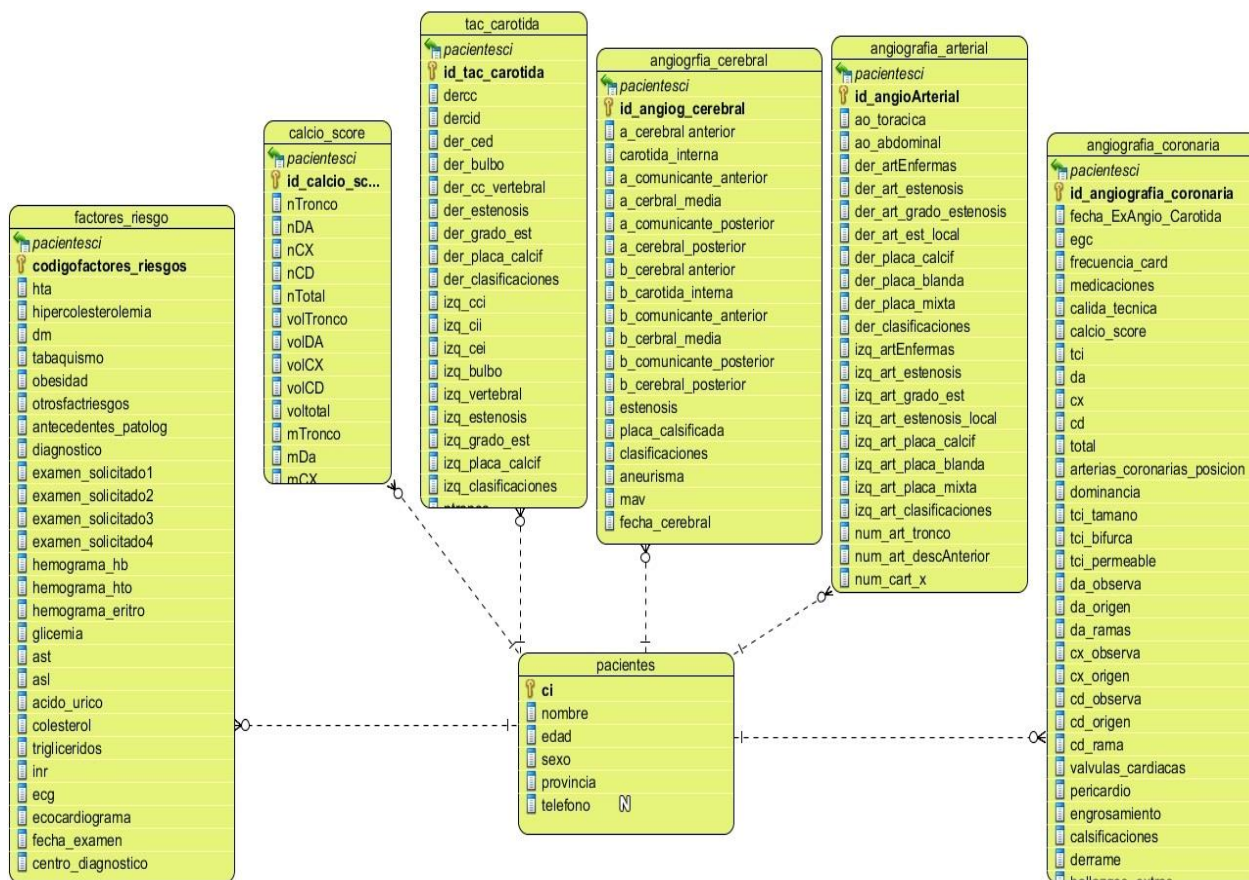 factores_riesgo
pacientesci
codigofactores_riesgos
hta
hipercolesterolemia
dm
tabaquismo
obesidad
otrosfactriesgos
antecedentes_patolog
diagnostico
examen_solicitado1
examen_solicitado2
examen_solicitado3
examen_solicitado4
hemograma_hb
hemograma_hto
hemograma_eritro
glicemia
ast
asl
acido_urico
colesterol
trigliceridos
inr
ecg
ecocardiograma
fecha_examen
centro_diagnostico
calcio_score
pacientesci
id_calcio_sc...
nTronco
nDA
nCX
nCD
nTotal
volTronco
volDA
volCX
volCD
voltotal
mTronco
mDa
mCX
tac_carotida
pacientesci
id_tac_carotida
dercc
dercid
der_ced
der_bulbo
der_cc_vertebral
der_estenosis
der_grado_est
der_placa_calcif
der_clasificaciones
izq_cci
izq_cii
izq_cei
izq_bulbo
izq_vertebral
izq_estenosis
izq_grado_est
izq_placa_calcif
izq_clasificaciones
angiogrfia_cerebral
pacientesci
id_angiog_cerebral
a_cerebral anterior
carotida_interna
a_comunicante_anterior
a_cerbral_media
a_comunicante_posterior
a_cerebral_posterior
b_cerebral anterior
b_carotida_interna
b_comunicante_anterior
b_cerbral_media
b_comunicante_posterior
b_cerebral_posterior
estenosis
placa_calsificada
clasificaciones
aneurisma
mav
fecha_cerebral
angiografia_arterial
pacientesci
id_angioArterial
ao_toracica
ao_abdominal
der_artEnfermas
der_art_estenosis
der_art_grado_estenosis
der_art_est_local
der_placa_calcif
der_placa_blanda
der_placa_mixta
der_clasificaciones
izq_artEnfermas
izq_art_estenosis
izq_art_grado_est
izq_art_estenosis_local
izq_art_placa_calcif
izq_art_placa_blanda
izq_art_placa_mixta
izq_art_clasificaciones
num_art_tronco
num_art_descAnterior
num_cart_x
angiografia_coronaria
pacientesci
id_angiografia_coronaria
fecha_ExAngio_Carotida
egc
frecuencia_card
medicaciones
calida_tecnica
calcio_score
tci
da
cx
cd
total
arterias_coronarias_posicion
dominancia
tci_tamano
tci_bifurca
tci_permeable
da_observa
da_origen
da_ramas
cx_observa
cx_origen
cd_observa
cd_origen
cd_rama
valvulas_cardiacas
pericardio
engrosamiento
calsificaciones
derrame
pacientes
ci
nombre
edad
sexo
provincia
telefono N